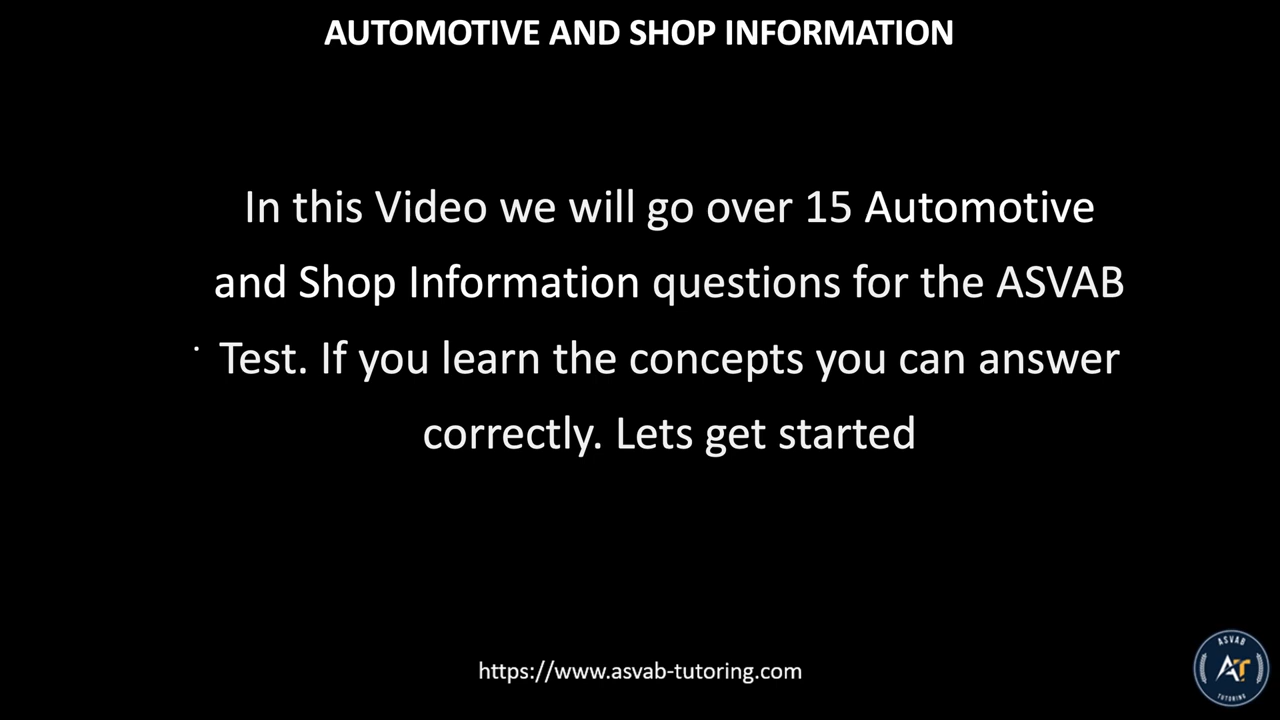 AUTOMOTIVE AND SHOP INFORMATION
In this Video we will go over 15 Automotive
and Shop Information questions for the ASVAB
Test. If you learn the concepts you can answer
correctly. Lets get started
https://www.asvab-tutoring.com
ASVAB
AT
TUTORING